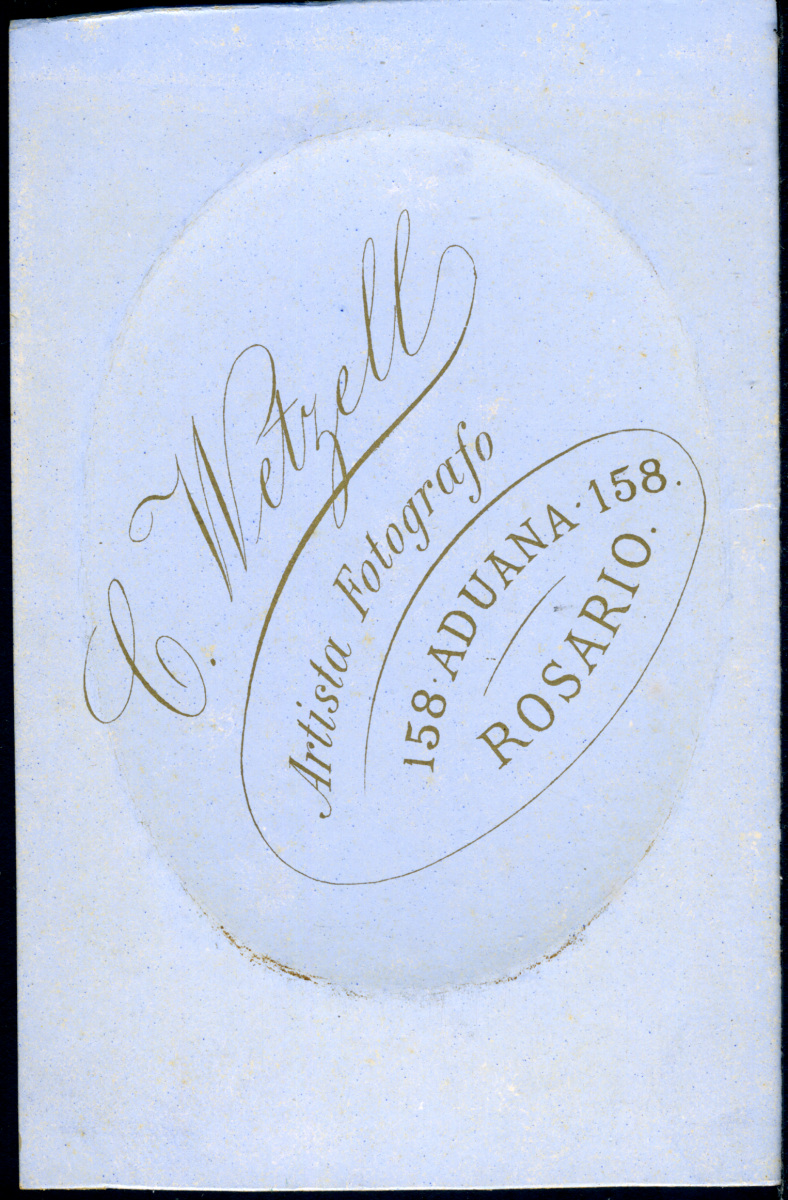 C. Wetzell
Artista Fotografo
158·ADUANA·158.
ROSARIO.